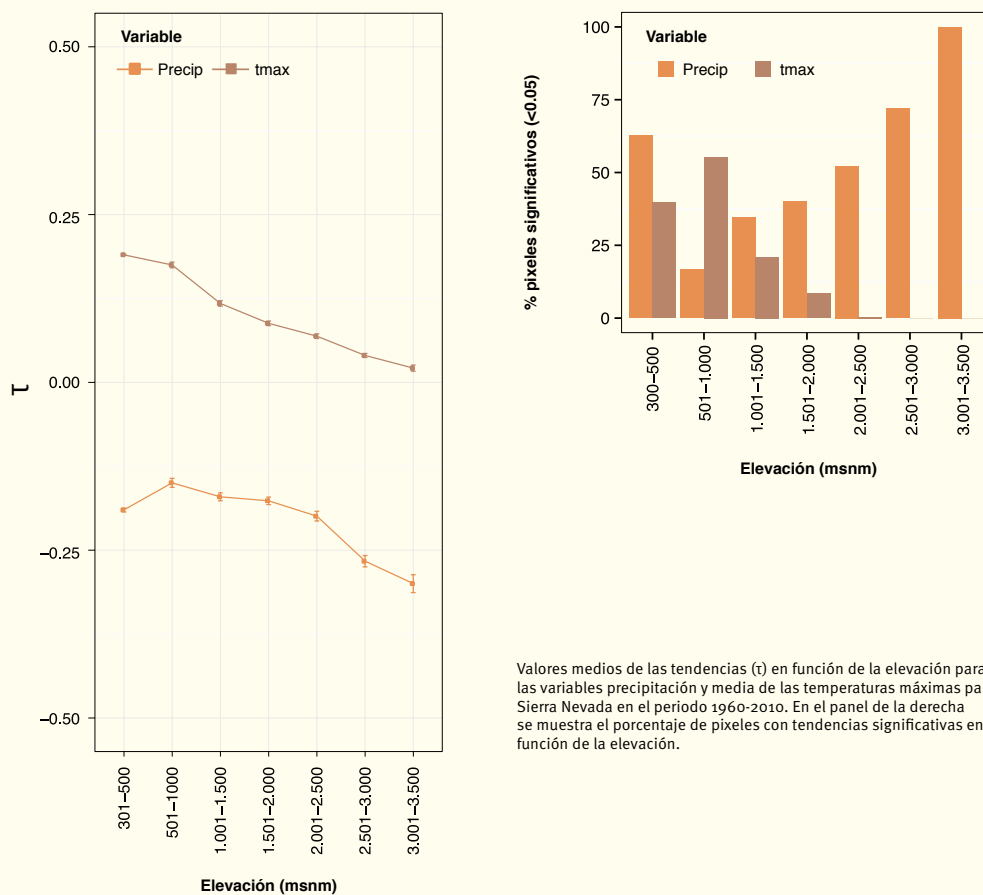 Variable
Precip tmax
0.50
0.25
0.00
−0.25
−0.50
τ
301−500
501−1000
1.001−1.500
1.501−2.000
2.001−2.500
2.501−3.000
3.001−3.500
Elevación (msnm)
Variable
Precip tmax
100
75
50
25
0
% pixeles significativos (<0.05)
300−500
501−1.000
1.001−1.500
1.501−2.000
2.001−2.500
2.501−3.000
3.001−3.500
Elevación (msnm)
Valores medios de las tendencias (τ) en función de la elevación para
las variables precipitación y media de las temperaturas máximas pa
Sierra Nevada en el periodo 1960-2010. En el panel de la derecha
se muestra el porcentaje de pixeles con tendencias significativas en
función de la elevación.